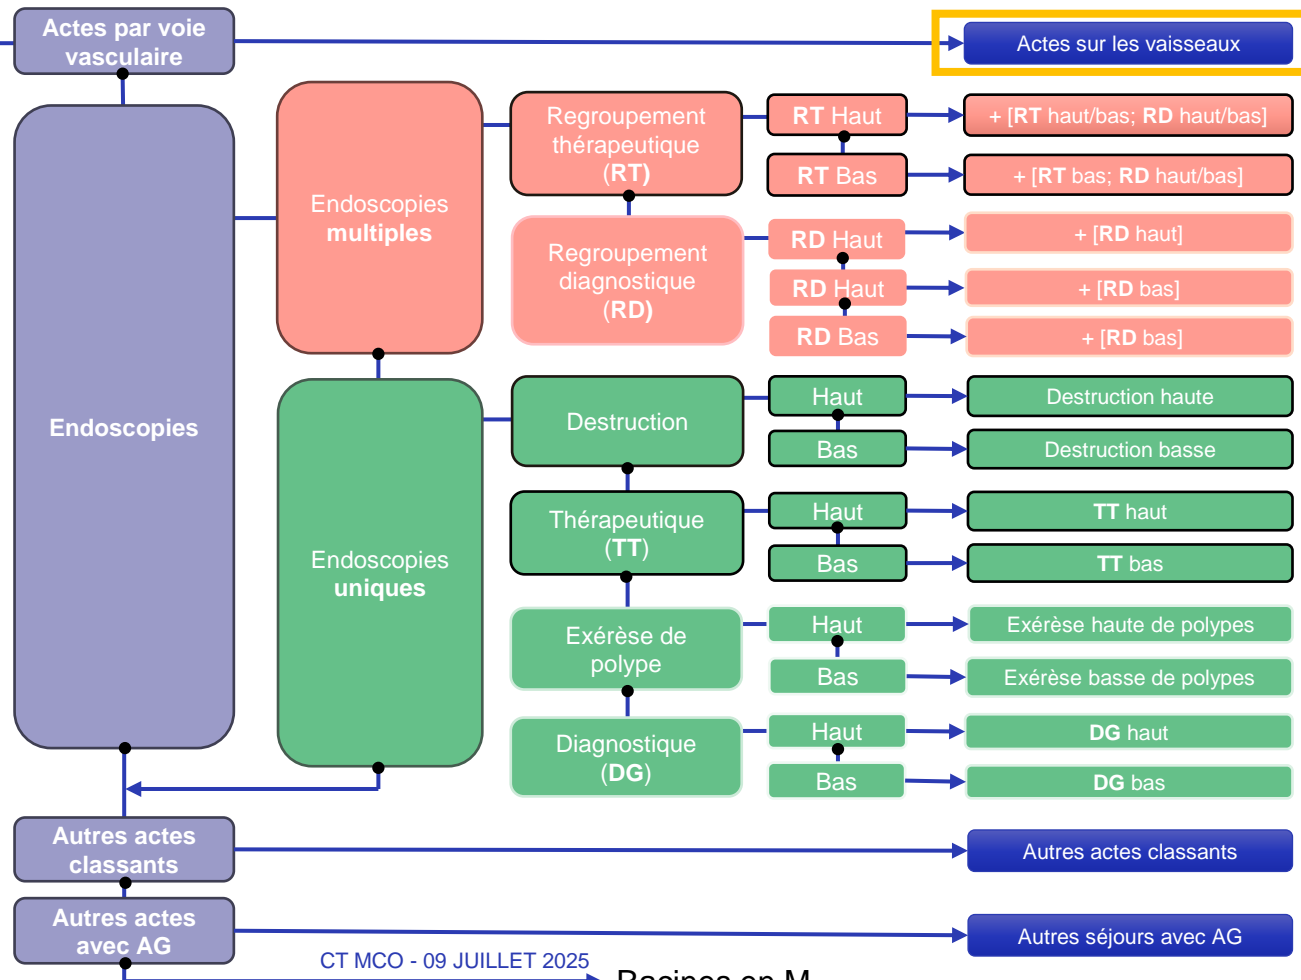 Actes par voie
vasculaire
Actes sur les vaisseaux
Endoscopies
Endoscopies
multiples
Regroupement
thérapeutique
(RT)
RT Haut
+ [RT haut/bas; RD haut/bas]
RT Bas
+ [RT bas; RD haut/bas]
Regroupement
diagnostique
(RD)
RD Haut
+ [RD haut]
RD Haut
+ [RD bas]
RD Bas
+ [RD bas]
Endoscopies
uniques
Destruction
Haut
Destruction haute
Bas
Destruction basse
Thérapeutique
(TT)
Haut
TT haut
Bas
TT bas
Exérèse de
polype
Haut
Exérèse haute de polypes
Bas
Exérèse basse de polypes
Diagnostique
(DG)
Haut
DG haut
Bas
DG bas
Autres actes
classants
Autres actes classants
Autres actes
avec AG
Autres séjours avec AG
CT MCO - 09 JUILLET 2025
Racines en M